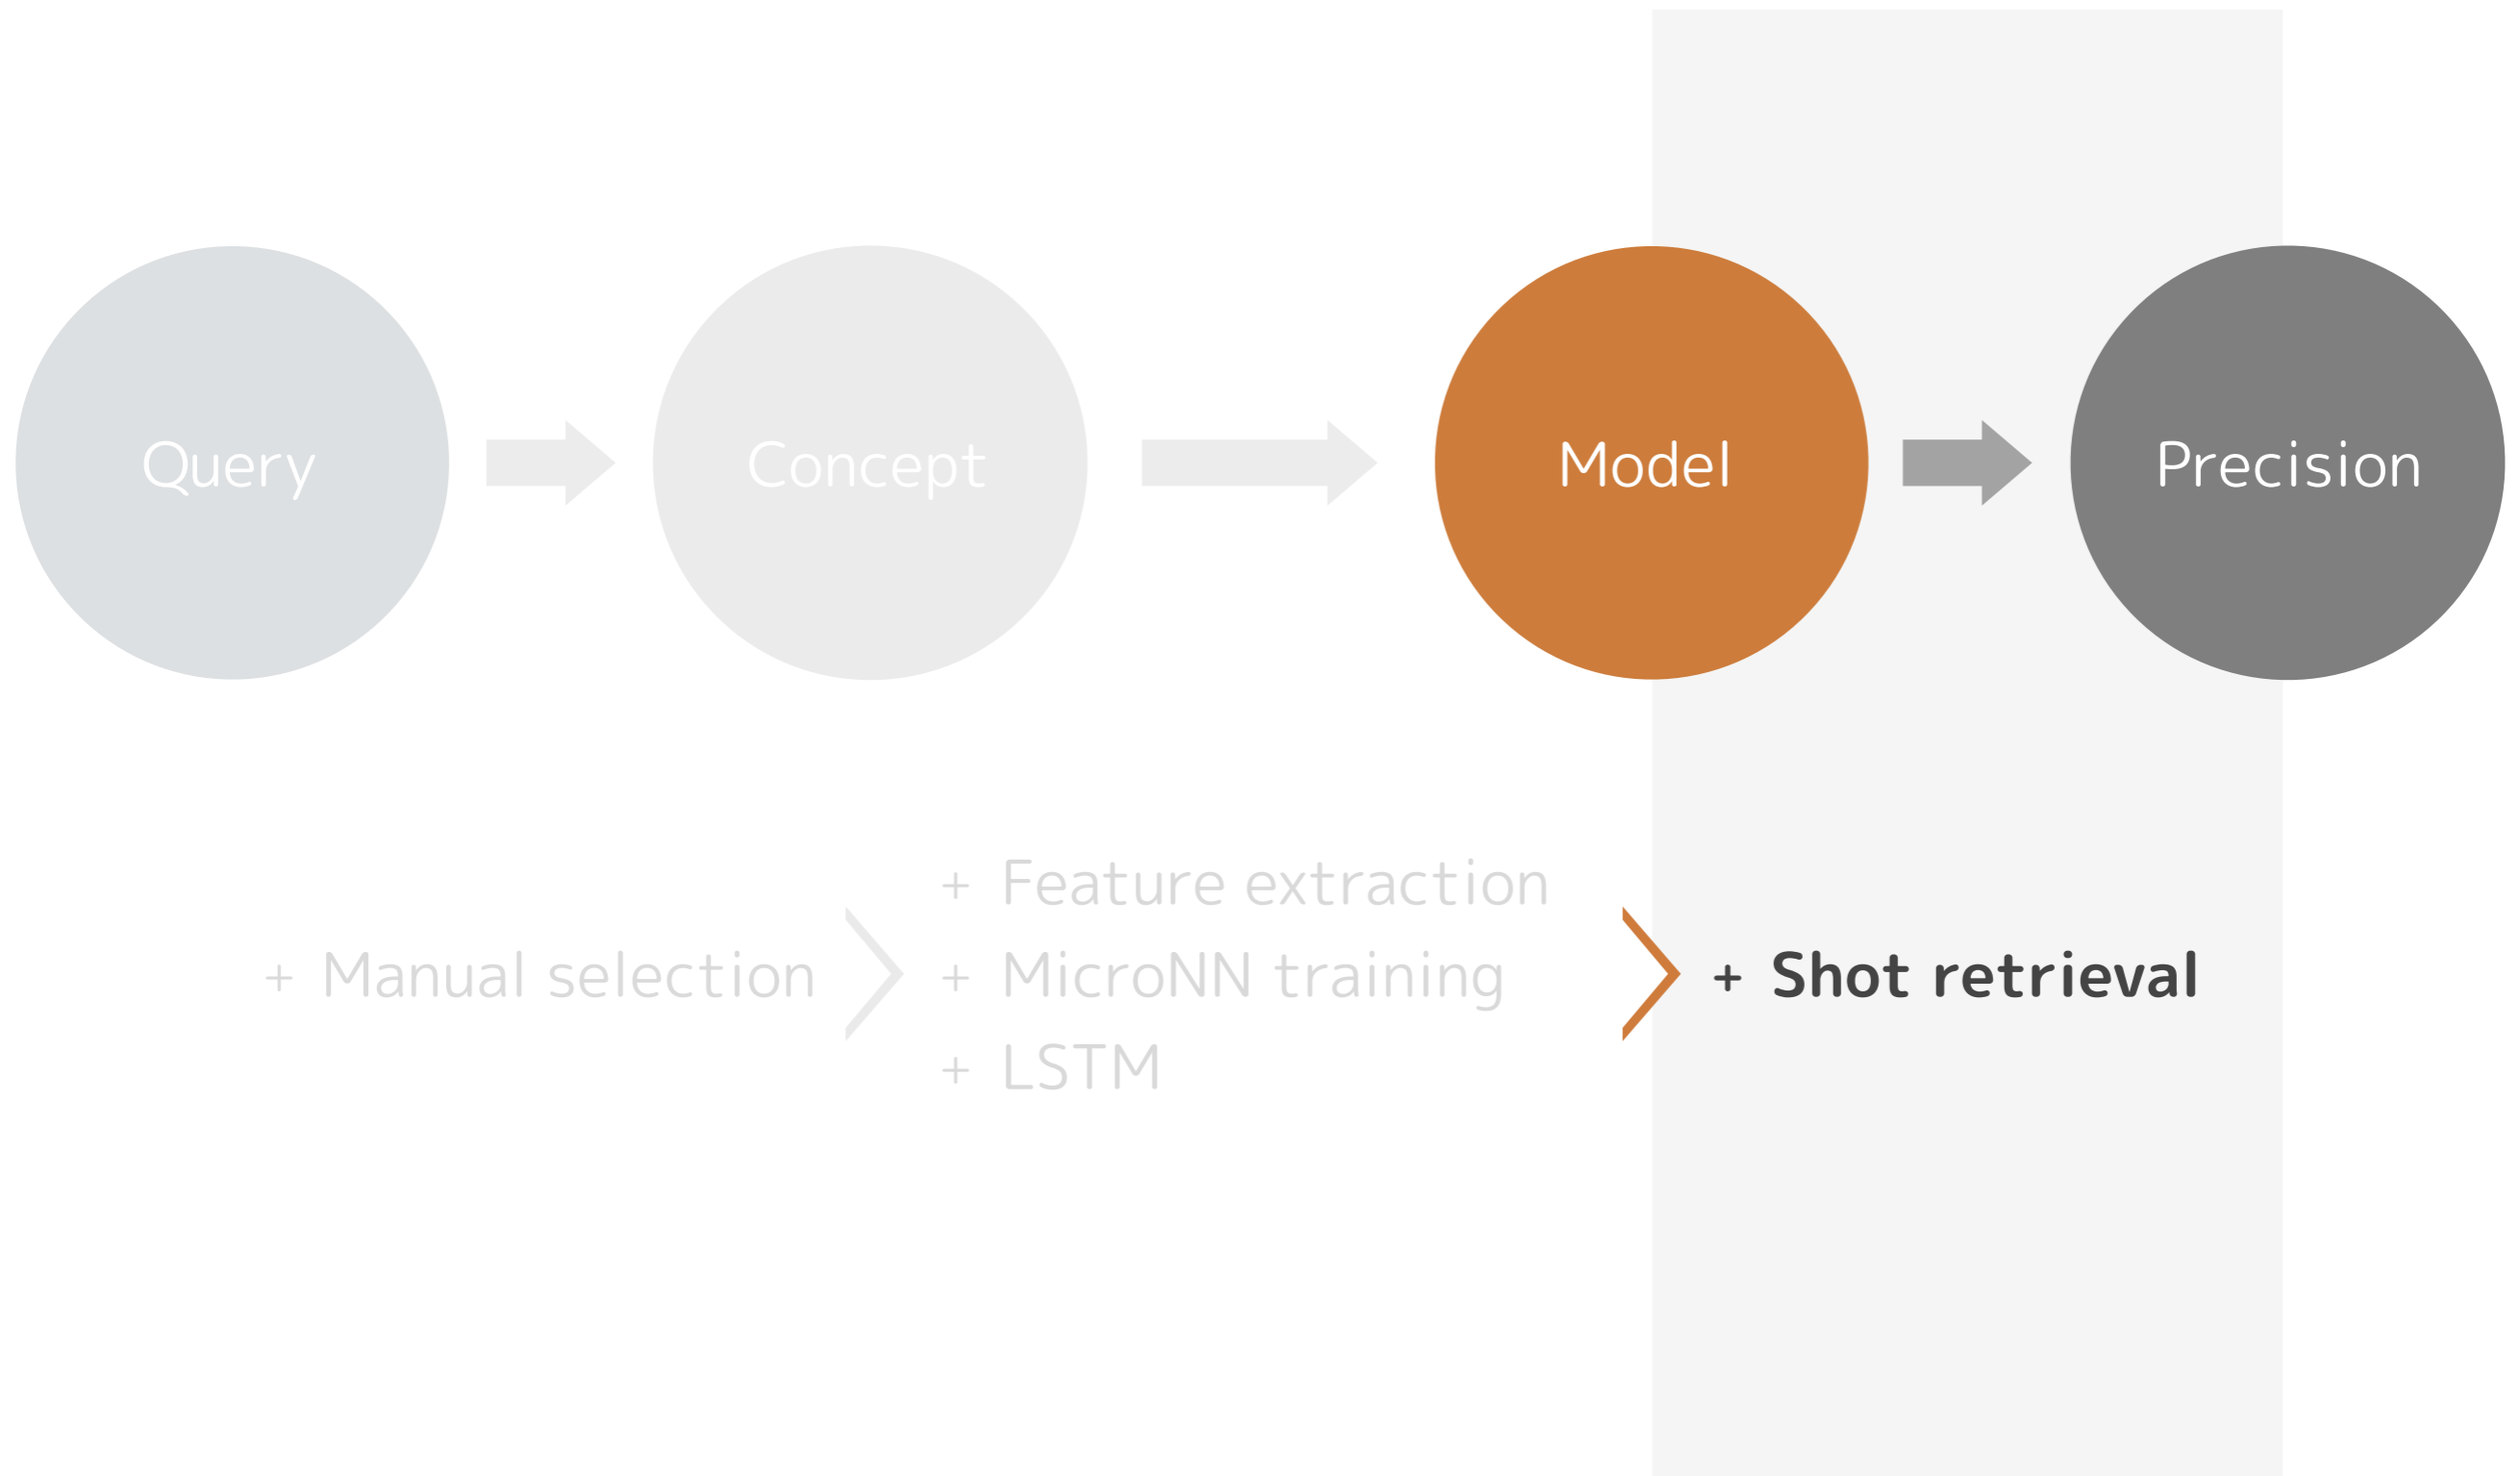 Query
Concept
Model
Precision
+ Manual selection
+ Feature extraction
+ MicroNN training
+ LSTM
+ Shot retrieval